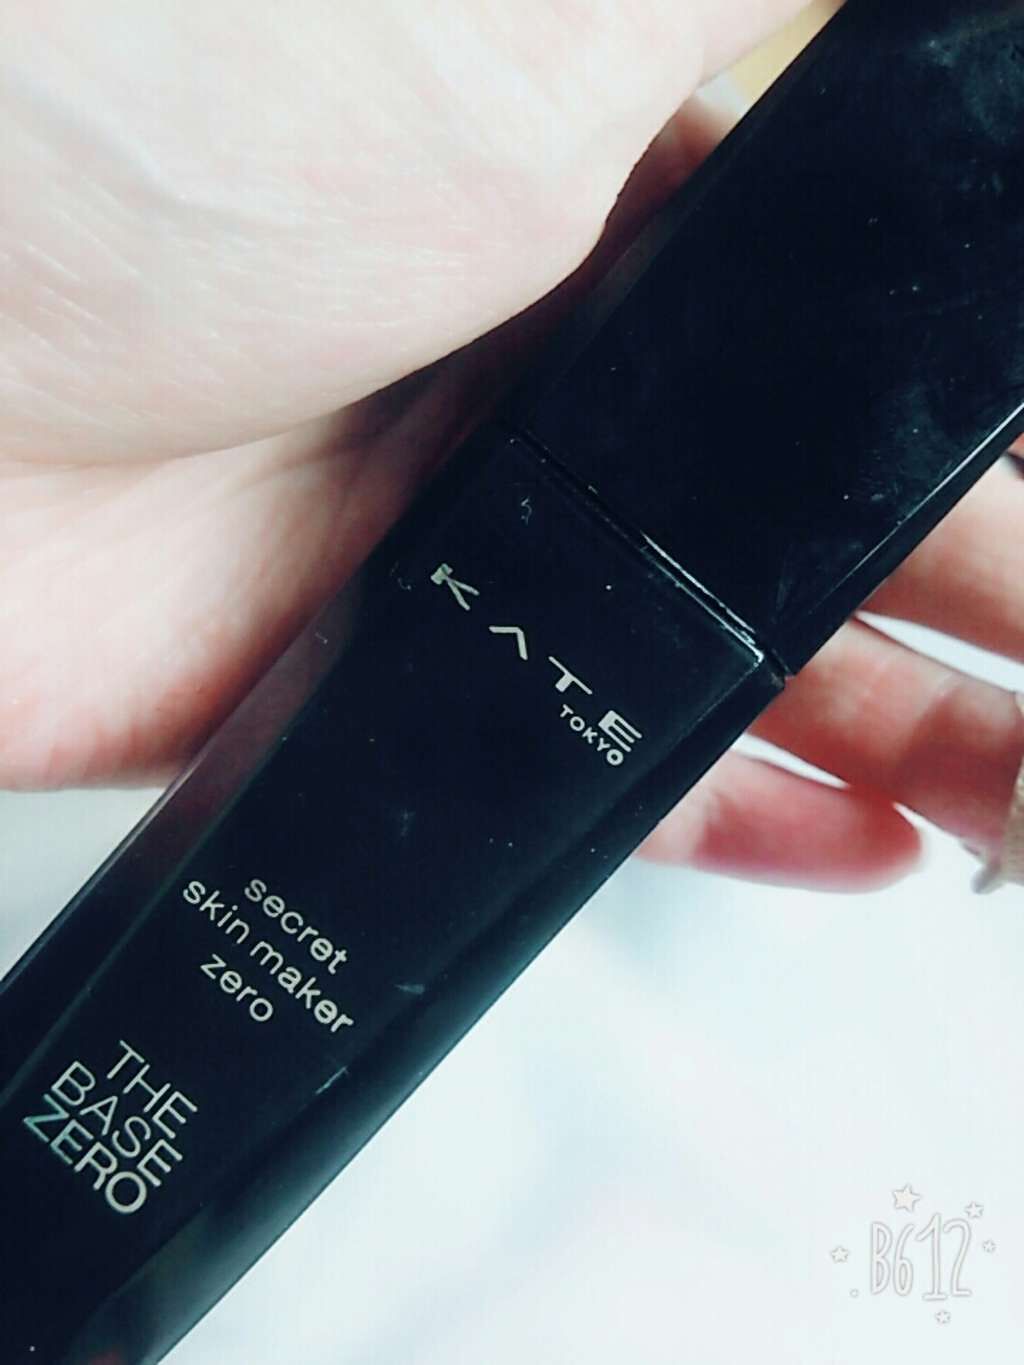 KATE
TOKYO
secret
skin maker
zero
THE
BASE
ZERO
B612